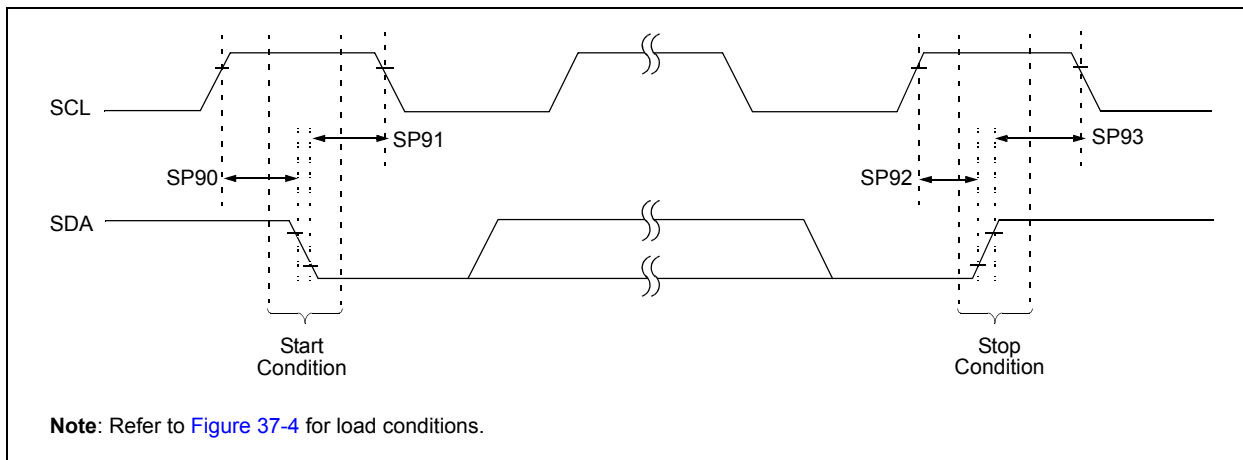 SCL
SP91
SP93
SP90
SP92
SDA
Start
Condition
Stop
Condition
Note: Refer to Figure 37-4 for load conditions.